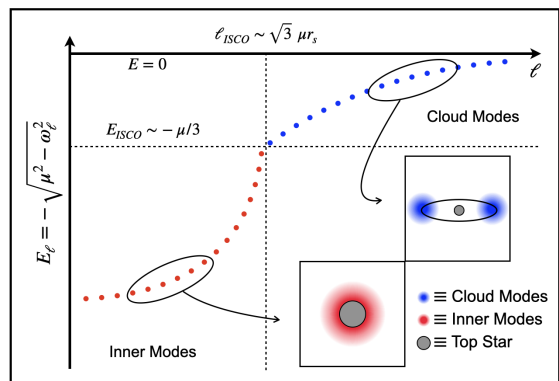 ℓ_ISCO ∼ √3 μr_s
E = 0
ℓ
Cloud Modes
E_ISCO ∼ − μ/3
E_ℓ = − √(μ² − ω_ℓ²)
≡ Cloud Modes
≡ Inner Modes
≡ Top Star
Inner Modes